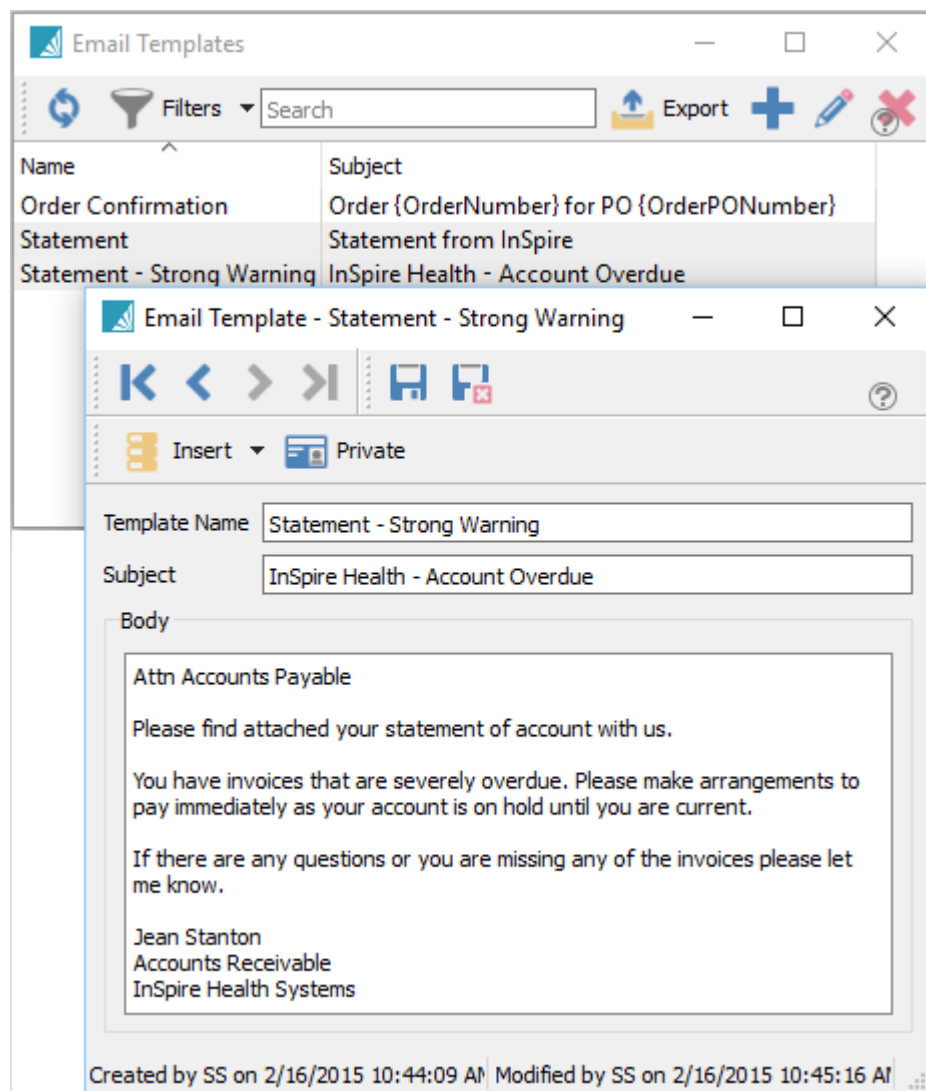 Email Templates
Filters Search Export
Name Subject
Order Confirmation Order {OrderNumber} for PO {OrderPONumber}
Statement Statement from InSpire
Statement - Strong Warning InSpire Health - Account Overdue
Email Template - Statement - Strong Warning
Insert Private
Template Name Statement - Strong Warning
Subject InSpire Health - Account Overdue
Body
Attn Accounts Payable
Please find attached your statement of account with us.
You have invoices that are severely overdue. Please make arrangements to
pay immediately as your account is on hold until you are current.
If there are any questions or you are missing any of the invoices please let
me know.
Jean Stanton
Accounts Receivable
InSpire Health Systems
Created by SS on 2/16/2015 10:44:09 AM Modified by SS on 2/16/2015 10:45:16 AM